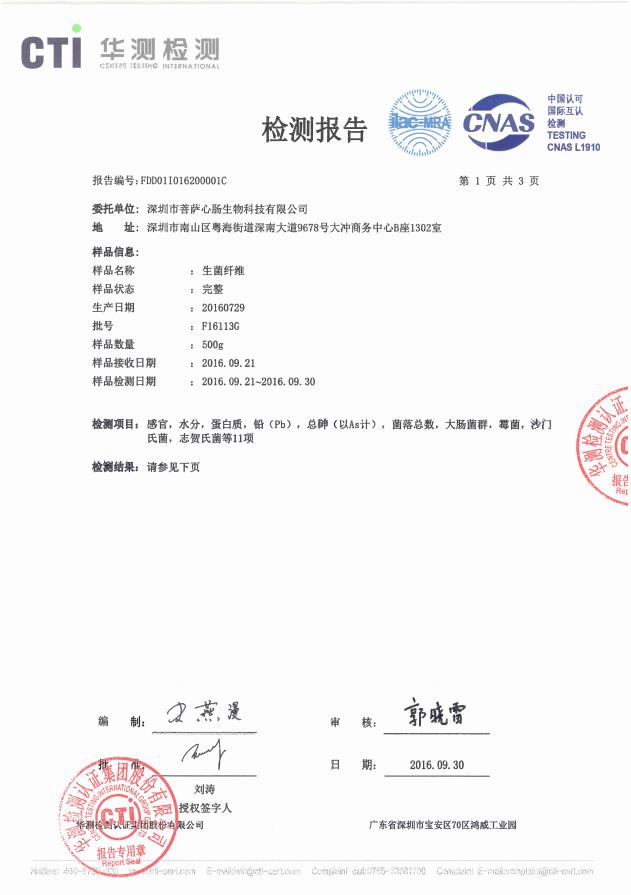 CTI 华测检测
CENTRE TESTING INTERNATIONAL
检测报告
ilac-MRA
CNAS
中国认可
国际互认
检测
TESTING
CNAS L1910
报告编号:FDD01I016200001C
第 1 页 共 3 页
委托单位: 深圳市菩萨心肠生物科技有限公司
地 址: 深圳市南山区粤海街道深南大道9678号大冲商务中心B座1302室
样品信息:
样品名称 : 生菌纤维
样品状态 : 完整
生产日期 : 20160729
批号 : F16113G
样品数量 : 500g
样品接收日期 : 2016.09.21
样品检测日期 : 2016.09.21~2016.09.30
检测项目: 感官, 水分, 蛋白质, 铅(Pb), 总砷(以As计), 菌落总数, 大肠菌群, 霉菌, 沙门
氏菌, 志贺氏菌等11项
检测结果: 请参见下页
华测检测认证
报告
编 制: 燕漫
审 核: 郭晓雷
批 准:
日 期: 2016.09.30
刘涛
授权签字人
华测检测认证集团股份有限公司
广东省深圳市宝安区70区鸿威工业园
华测检测认证集团股份有限公司
CENTRE TESTING INTERNATIONAL GROUP CO.
CTI
报告专用章
Report Seal
www.cti-cert.com E-mail:info@cti-cert.com Complaint call:0755-33681700 Complaint E-mail:complaint@cti-cert.com